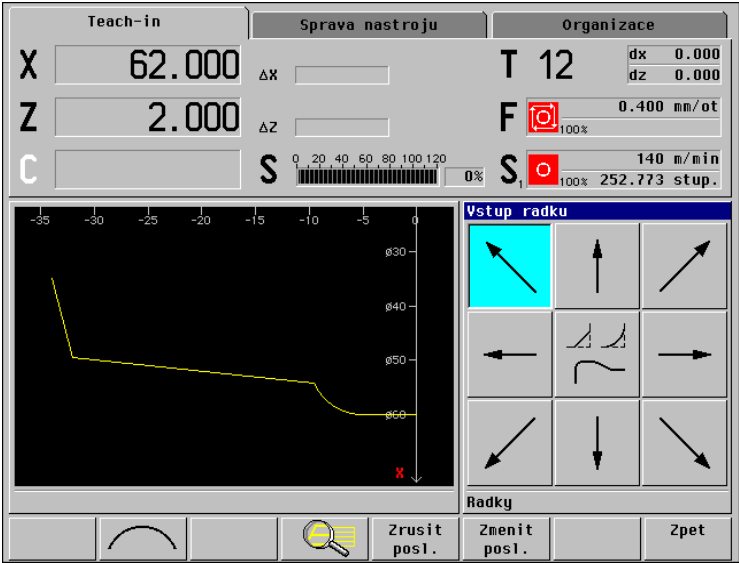 Teach-in Sprava nastroju Organizace
X 62.000 ΔX T 12 dx 0.000
dz 0.000
Z 2.000 ΔZ F 100% 0.400 mm/ot
C S 0 20 40 60 80 100 120 0% S1 100% 140 m/min
252.773 stup.
-35 -30 -25 -20 -15 -10 -5 0
ø30
ø40
ø50
ø60
X
Vstup radku
Radky
Zrusit posl.
Zmenit posl.
Zpet